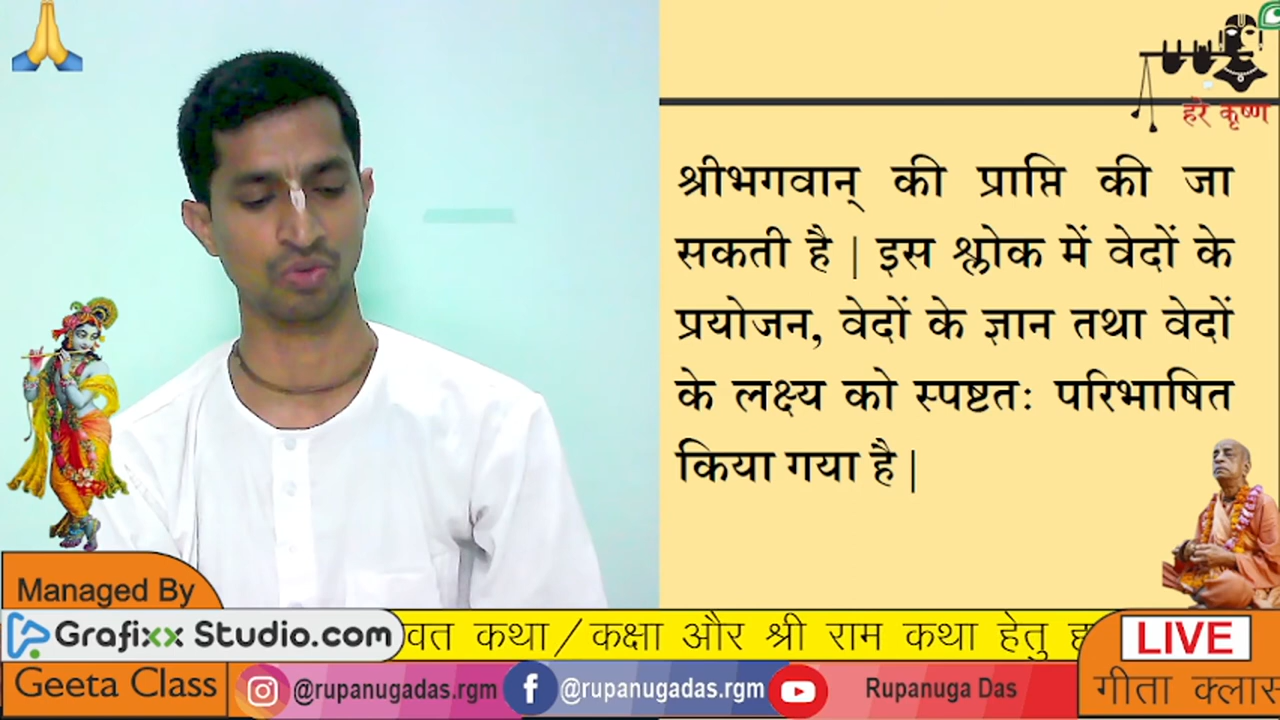 हरे कृष्ण
श्रीभगवान् की प्राप्ति की जा
सकती है | इस श्लोक में वेदों के
प्रयोजन, वेदों के ज्ञान तथा वेदों
के लक्ष्य को स्पष्टतः परिभाषित
किया गया है |
Managed By
Grafixx Studio.com
वत कथा/कक्षा और श्री राम कथा हेतु
LIVE
Geeta Class
@rupanugadas.rgm
@rupanugadas.rgm
Rupanuga Das
गीता क्लास